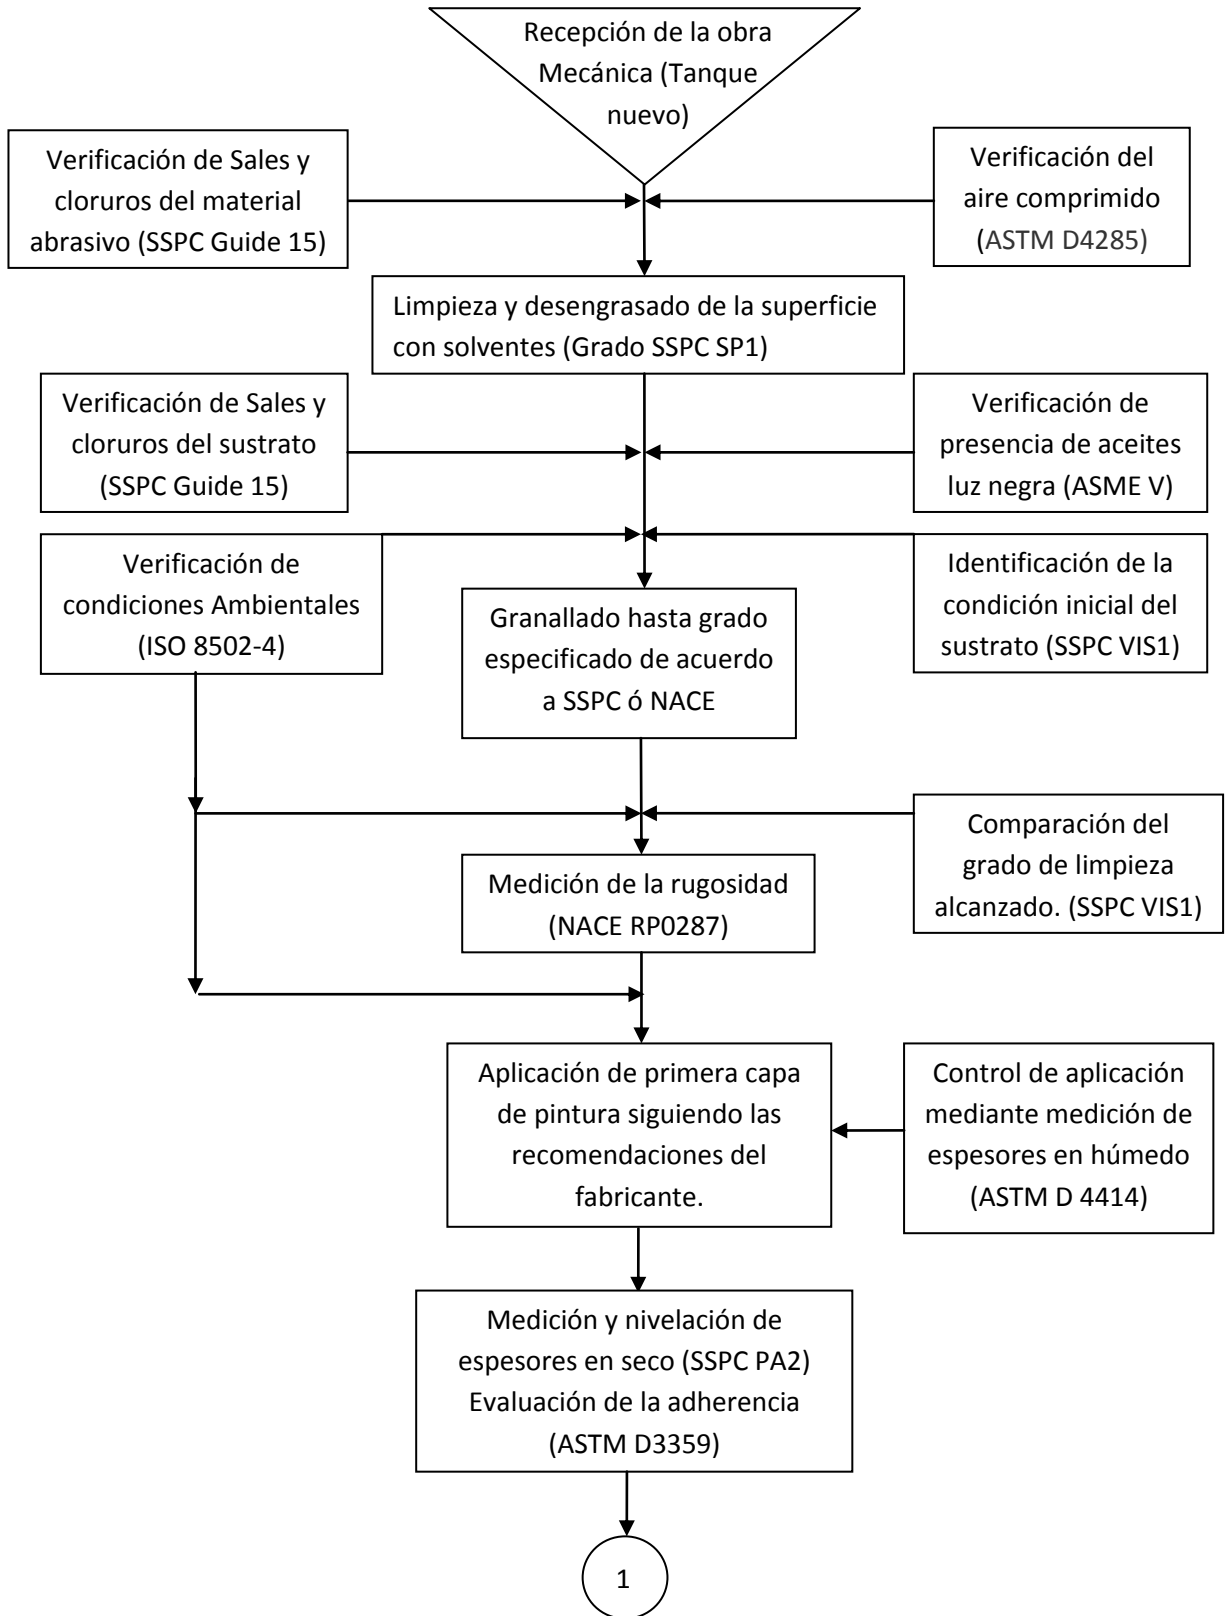 Recepción de la obra
Mecánica (Tanque
nuevo)
Verificación de Sales y
cloruros del material
abrasivo (SSPC Guide 15)
Verificación del
aire comprimido
(ASTM D4285)
Limpieza y desengrasado de la superficie
con solventes (Grado SSPC SP1)
Verificación de Sales y
cloruros del sustrato
(SSPC Guide 15)
Verificación de
presencia de aceites
luz negra (ASME V)
Verificación de
condiciones Ambientales
(ISO 8502-4)
Identificación de la
condición inicial del
sustrato (SSPC VIS1)
Granallado hasta grado
especificado de acuerdo
a SSPC ó NACE
Comparación del
grado de limpieza
alcanzado. (SSPC VIS1)
Medición de la rugosidad
(NACE RP0287)
Aplicación de primera capa
de pintura siguiendo las
recomendaciones del
fabricante.
Control de aplicación
mediante medición de
espesores en húmedo
(ASTM D 4414)
Medición y nivelación de
espesores en seco (SSPC PA2)
Evaluación de la adherencia
(ASTM D3359)
1